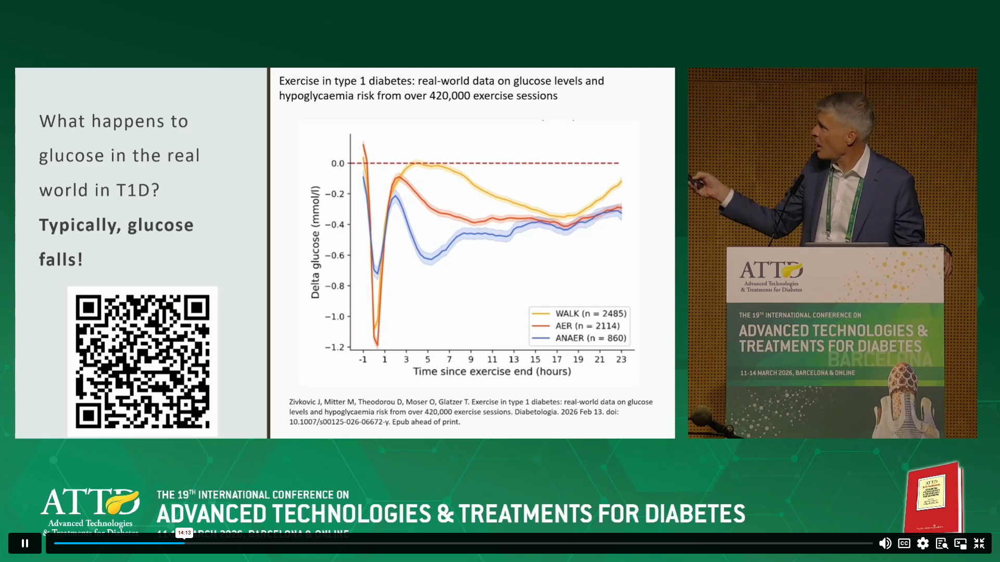 What happens to
glucose in the real
world in T1D?
Typically, glucose
falls!
Exercise in type 1 diabetes: real-world data on glucose levels and
hypoglycaemia risk from over 420,000 exercise sessions
Delta glucose (mmol/l)
0.0
−0.2
−0.4
−0.6
−0.8
−1.0
−1.2
WALK (n = 2485)
AER (n = 2114)
ANAER (n = 860)
-1 1 3 5 7 9 11 13 15 17 19 21 23
Time since exercise end (hours)
Zivkovic J, Mitter M, Theodorou D, Moser O, Glatzer T. Exercise in type 1 diabetes: real-world data on glucose
levels and hypoglycaemia risk from over 420,000 exercise sessions. Diabetologia. 2026 Feb 13. doi:
10.1007/s00125-026-06672-y. Epub ahead of print.
ATTD
Advanced Technologies
& Treatments for Diabetes
THE 19TH INTERNATIONAL CONFERENCE ON
ADVANCED TECHNOLOGIES &
TREATMENTS FOR DIABETES
BARCELONA
11-14 MARCH 2026, BARCELONA & ONLINE
ATTD
Advanced Technologies
& Treatments for Diabetes
THE 19TH INTERNATIONAL CONFERENCE ON
ADVANCED TECHNOLOGIES & TREATMENTS FOR DIABETES
MARCH 2026, BARCELONA & ONLINE
14:13
CC
ATTD